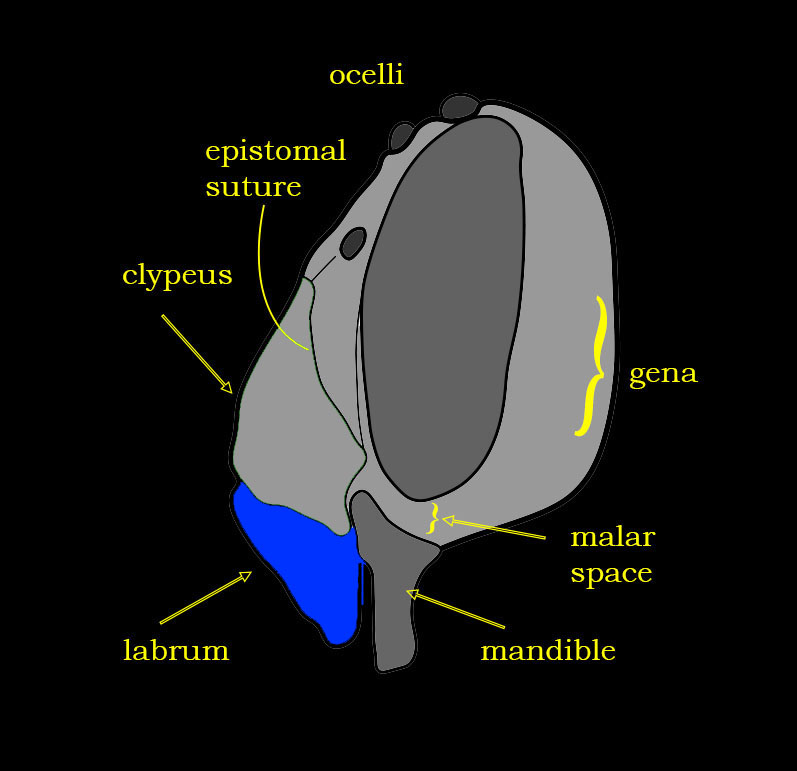 ocelli
epistomal
suture
clypeus
gena
malar
space
labrum
mandible